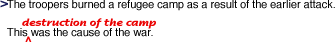 >The troopers burned a refugee camp as a result of the earlier attack.
destruction of the camp
This was the cause of the war.
^